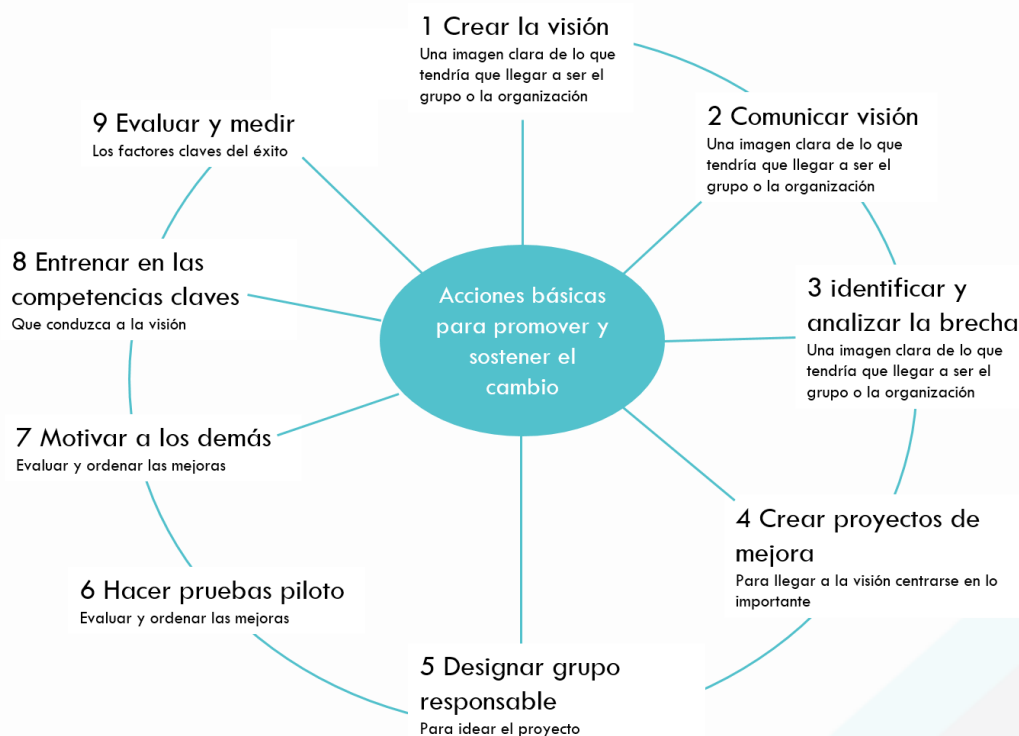 1 Crear la visión
Una imagen clara de lo que
tendría que llegar a ser el
grupo o la organización
2 Comunicar visión
Una imagen clara de lo que
tendría que llegar a ser el
grupo o la organización
3 identificar y
analizar la brecha
Una imagen clara de lo que
tendría que llegar a ser el
grupo o la organización
4 Crear proyectos de
mejora
Para llegar a la visión centrarse en lo
importante
5 Designar grupo
responsable
Para idear el proyecto
6 Hacer pruebas piloto
Evaluar y ordenar las mejoras
7 Motivar a los demás
Evaluar y ordenar las mejoras
8 Entrenar en las
competencias claves
Que conduzca a la visión
9 Evaluar y medir
Los factores claves del éxito
Acciones básicas
para promover y
sostener el
cambio